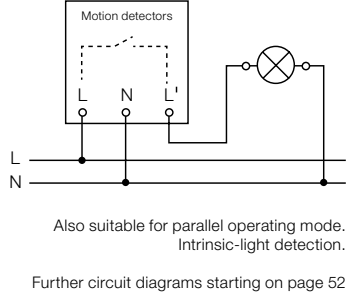 Motion detectors
L N L'
L
N
Also suitable for parallel operating mode.
Intrinsic-light detection.
Further circuit diagrams starting on page 52